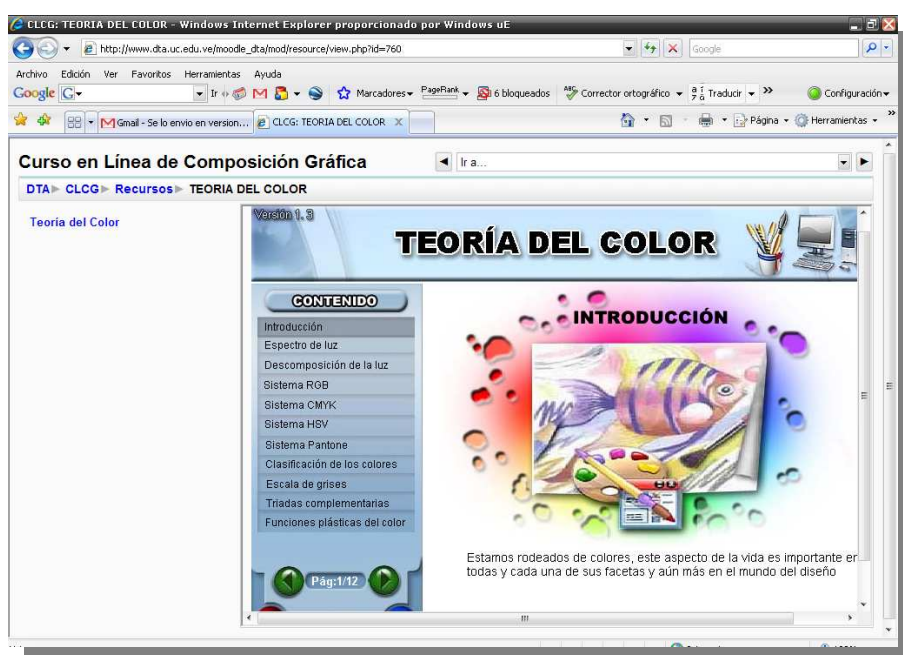 CLCG: TEORIA DEL COLOR - Windows Internet Explorer proporcionado por Windows uE
http://www.dta.uc.edu.ve/moodle_dta/mod/resource/view.php?id=760
Google
Archivo Edición Ver Favoritos Herramientas Ayuda
Google G Ir Marcadores PageRank 6 bloqueados Corrector ortográfico Traducir Configuración
Gmail - Se lo envio en version... CLCG: TEORIA DEL COLOR X Página Herramientas
Curso en Línea de Composición Gráfica
Ir a...
DTA CLCG Recursos TEORIA DEL COLOR
Teoría del Color
Versión 1.3
TEORÍA DEL COLOR
CONTENIDO
Introducción
Espectro de luz
Descomposición de la luz
Sistema RGB
Sistema CMYK
Sistema HSV
Sistema Pantone
Clasificación de los colores
Escala de grises
Triadas complementarias
Funciones plásticas del color
Pág:1/12
INTRODUCCIÓN
Estamos rodeados de colores, este aspecto de la vida es importante er
todas y cada una de sus facetas y aún más en el mundo del diseño